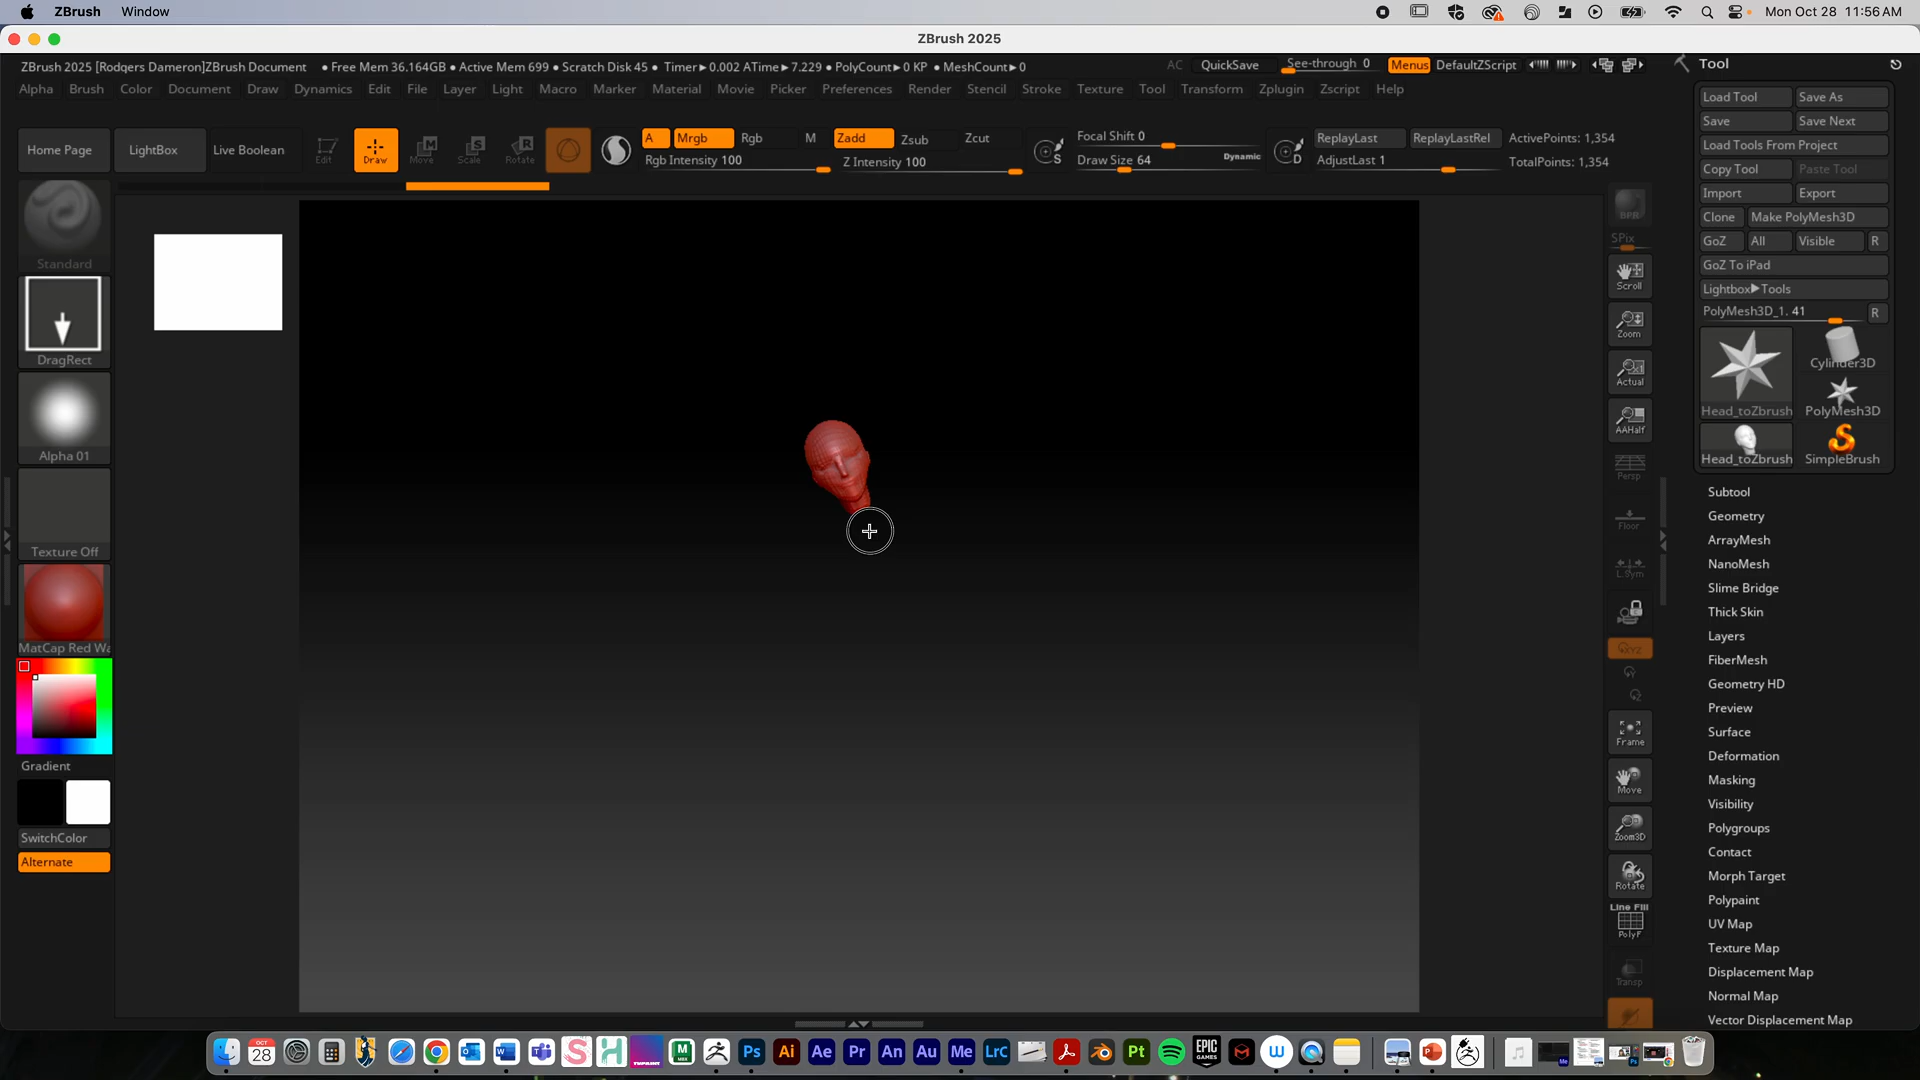 ZBrush Window Mon Oct 28 11:56 AM
ZBrush 2025
ZBrush 2025 [Rodgers Dameron]ZBrush Document ● Free Mem 36.164GB ● Active Mem 699 ● Scratch Disk 45 ● Timer▸0.002 ATime▸7.229 ● PolyCount▸0 KP ● MeshCount▸0 AC QuickSave See-through 0 Menus DefaultZScript
Alpha Brush Color Document Draw Dynamics Edit File Layer Light Macro Marker Material Movie Picker Preferences Render Stencil Stroke Texture Tool Transform Zplugin Zscript Help
Home Page LightBox Live Boolean
Edit Draw Move Scale Rotate
A Mrgb Rgb M
Rgb Intensity 100
Zadd Zsub Zcut
Z Intensity 100
S
Focal Shift 0
Draw Size 64 Dynamic
D
ReplayLast ReplayLastRel
AdjustLast 1
ActivePoints: 1,354
TotalPoints: 1,354
Standard
DragRect
Alpha 01
Texture Off
MatCap Red Wa
Gradient
SwitchColor
Alternate
BPR
SPix
Scroll
Zoom
Actual
AAHalf
Persp
Floor
L.Sym
XYZ
Frame
Move
Zoom3D
Rotate
Line Fill
PolyF
Transp
Tool
Load Tool Save As
Save Save Next
Load Tools From Project
Copy Tool Paste Tool
Import Export
Clone Make PolyMesh3D
GoZ All Visible R
GoZ To iPad
Lightbox▸Tools
PolyMesh3D_1. 41 R
Cylinder3D
Head_toZbrush PolyMesh3D
Head_toZbrush SimpleBrush
Subtool
Geometry
ArrayMesh
NanoMesh
Slime Bridge
Thick Skin
Layers
FiberMesh
Geometry HD
Preview
Surface
Deformation
Masking
Visibility
Polygroups
Contact
Morph Target
Polypaint
UV Map
Texture Map
Displacement Map
Normal Map
Vector Displacement Map
OCT
28
Ps Ai Ae Pr An Au Me LrC Pt EPIC GAMES